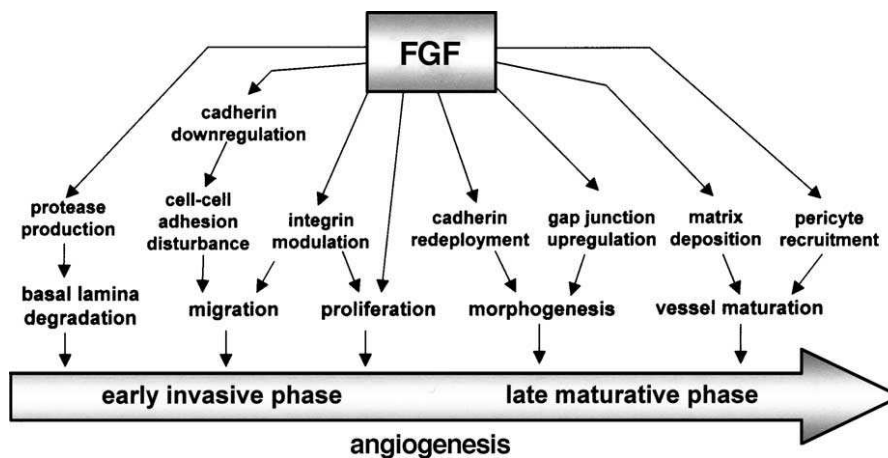 FGF
cadherin
downregulation
protease
production
cell-cell
adhesion
disturbance
integrin
modulation
cadherin
redeployment
gap junction
upregulation
matrix
deposition
pericyte
recruitment
basal lamina
degradation
migration
proliferation
morphogenesis
vessel maturation
early invasive phase
late maturative phase
angiogenesis